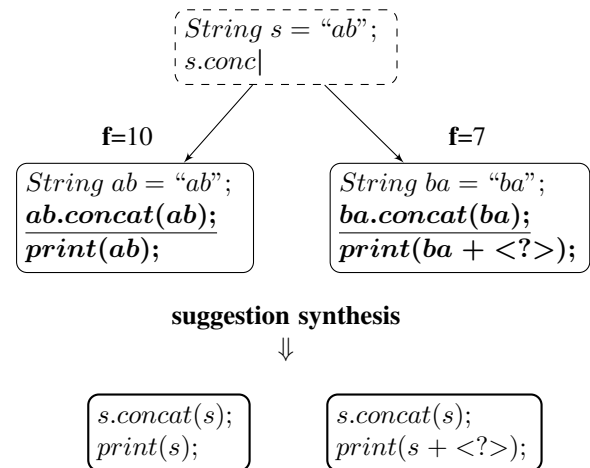 String s = “ab”;
s.conc|
f=10
f=7
String ab = “ab”;
ab.concat(ab);
print(ab);
String ba = “ba”;
ba.concat(ba);
print(ba + <?>);
suggestion synthesis
⇓
s.concat(s);
print(s);
s.concat(s);
print(s + <?>);